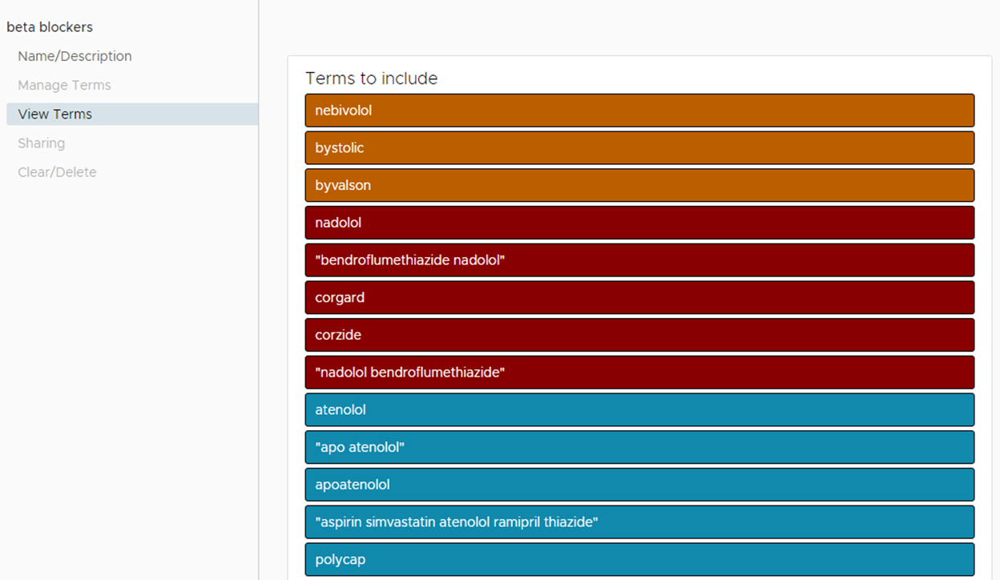 beta blockers
Name/Description
Manage Terms
View Terms
Sharing
Clear/Delete
Terms to include
nebivolol
bystolic
byvalson
nadolol
"bendroflumethiazide nadolol"
corgard
corzide
"nadolol bendroflumethiazide"
atenolol
"apo atenolol"
apoatenolol
"aspirin simvastatin atenolol ramipril thiazide"
polycap